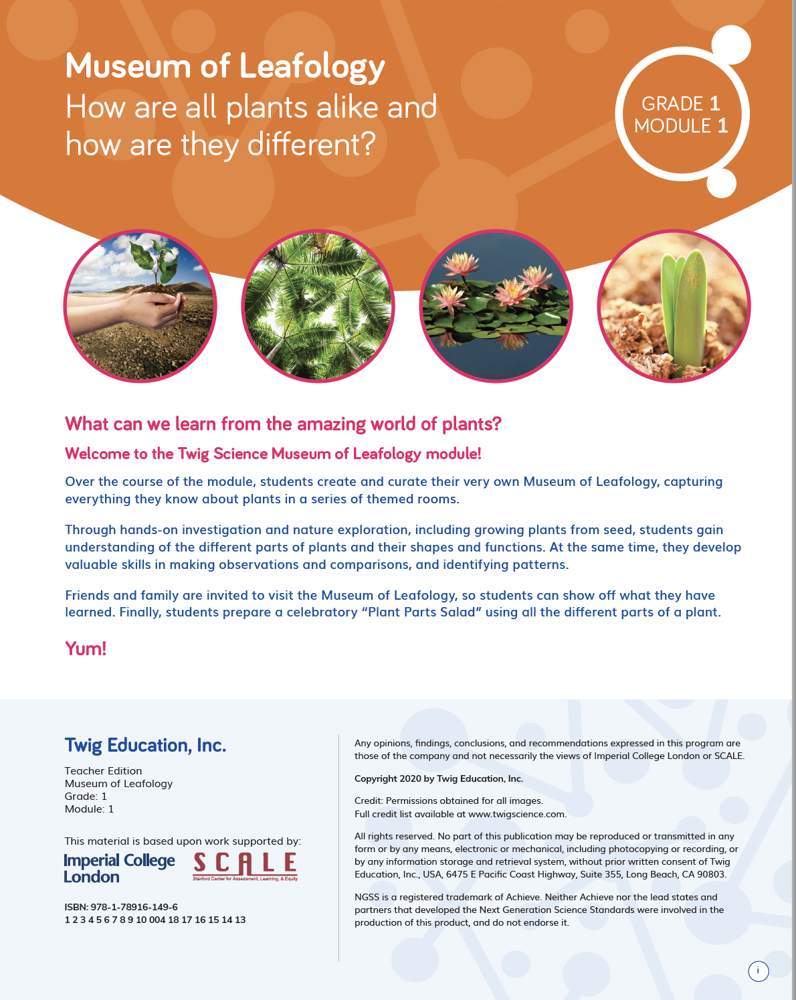 Museum of Leafology
How are all plants alike and
how are they different?
GRADE 1
MODULE 1
What can we learn from the amazing world of plants?
Welcome to the Twig Science Museum of Leafology module!
Over the course of the module, students create and curate their very own Museum of Leafology, capturing
everything they know about plants in a series of themed rooms.
Through hands-on investigation and nature exploration, including growing plants from seed, students gain
understanding of the different parts of plants and their shapes and functions. At the same time, they develop
valuable skills in making observations and comparisons, and identifying patterns.
Friends and family are invited to visit the Museum of Leafology, so students can show off what they have
learned. Finally, students prepare a celebratory “Plant Parts Salad” using all the different parts of a plant.
Yum!
Twig Education, Inc.
Teacher Edition
Museum of Leafology
Grade: 1
Module: 1
This material is based upon work supported by:
Imperial College
London
SCALE
Stanford Center for Assessment, Learning, & Equity
ISBN: 978-1-78916-149-6
1 2 3 4 5 6 7 8 9 10 004 18 17 16 15 14 13
Any opinions, findings, conclusions, and recommendations expressed in this program are
those of the company and not necessarily the views of Imperial College London or SCALE.
Copyright 2020 by Twig Education, Inc.
Credit: Permissions obtained for all images.
Full credit list available at www.twigscience.com.
All rights reserved. No part of this publication may be reproduced or transmitted in any
form or by any means, electronic or mechanical, including photocopying or recording, or
by any information storage and retrieval system, without prior written consent of Twig
Education, Inc., USA, 6475 E Pacific Coast Highway, Suite 355, Long Beach, CA 90803.
NGSS is a registered trademark of Achieve. Neither Achieve nor the lead states and
partners that developed the Next Generation Science Standards were involved in the
production of this product, and do not endorse it.
i